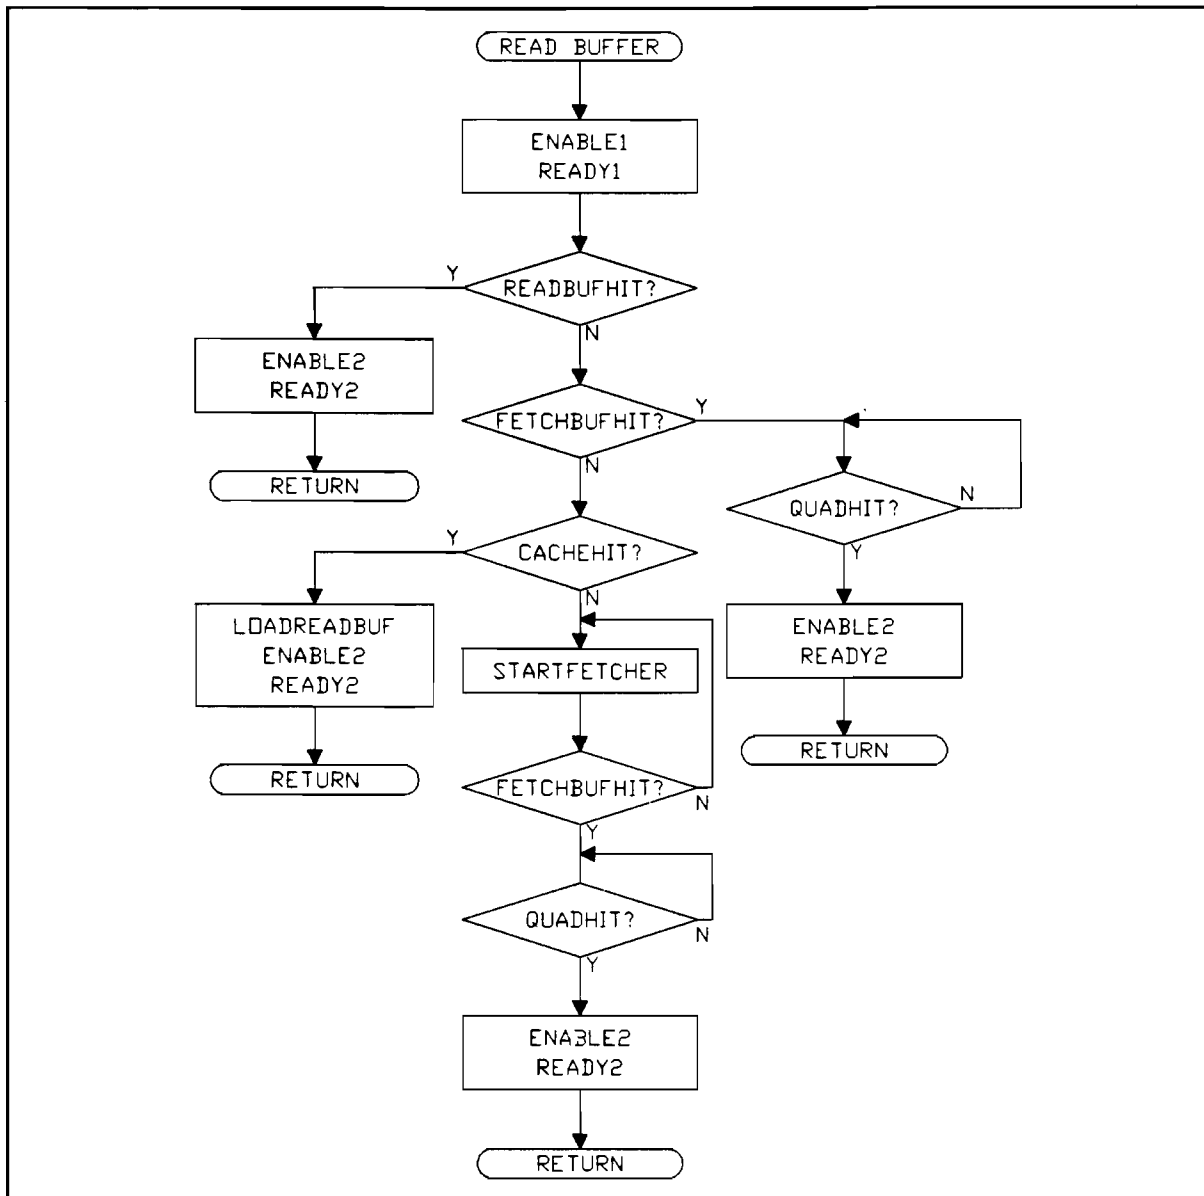 READ BUFFER
ENABLE1
READY1
Y
READBUFHIT?
N
ENABLE2
READY2
RETURN
FETCHBUFHIT?
Y
N
QUADHIT?
N
Y
ENABLE2
READY2
RETURN
Y
CACHEHIT?
N
LOADREADBUF
ENABLE2
READY2
RETURN
STARTFETCHER
FETCHBUFHIT?
N
Y
QUADHIT?
N
Y
ENABLE2
READY2
RETURN